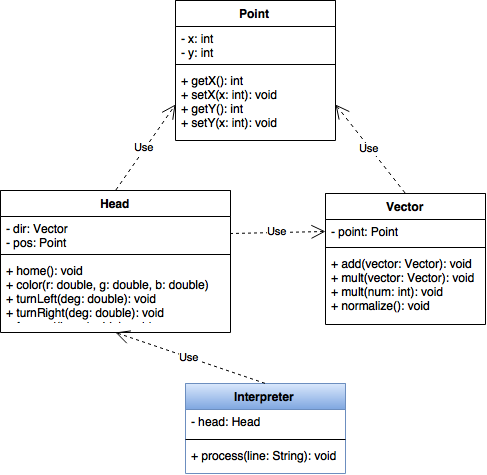 Point
- x: int
- y: int
+ getX(): int
+ setX(x: int): void
+ getY(): int
+ setY(x: int): void
Use
Use
Head
- dir: Vector
- pos: Point
+ home(): void
+ color(r: double, g: double, b: double)
+ turnLeft(deg: double): void
+ turnRight(deg: double): void
Use
Vector
- point: Point
+ add(vector: Vector): void
+ mult(vector: Vector): void
+ mult(num: int): void
+ normalize(): void
Use
Interpreter
- head: Head
+ process(line: String): void